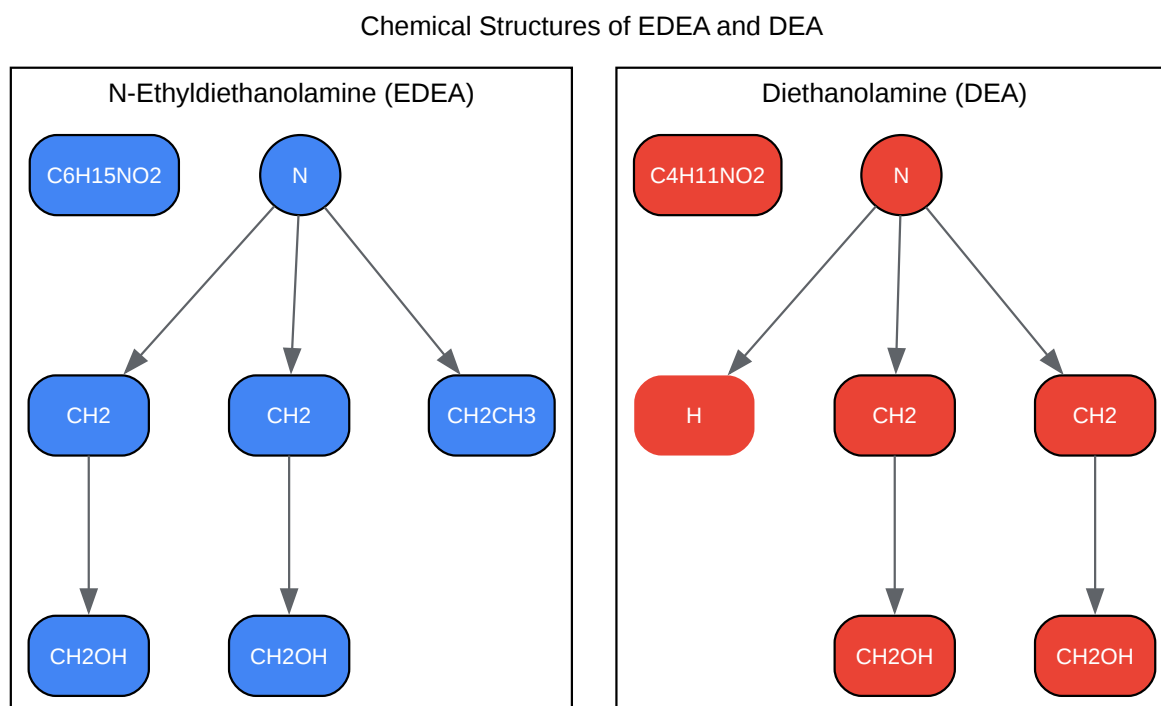 Chemical Structures of EDEA and DEA
N-Ethyldiethanolamine (EDEA)
C6H15NO2
N
CH2
CH2
CH2CH3
CH2OH
CH2OH
Diethanolamine (DEA)
C4H11NO2
N
H
CH2
CH2
CH2OH
CH2OH